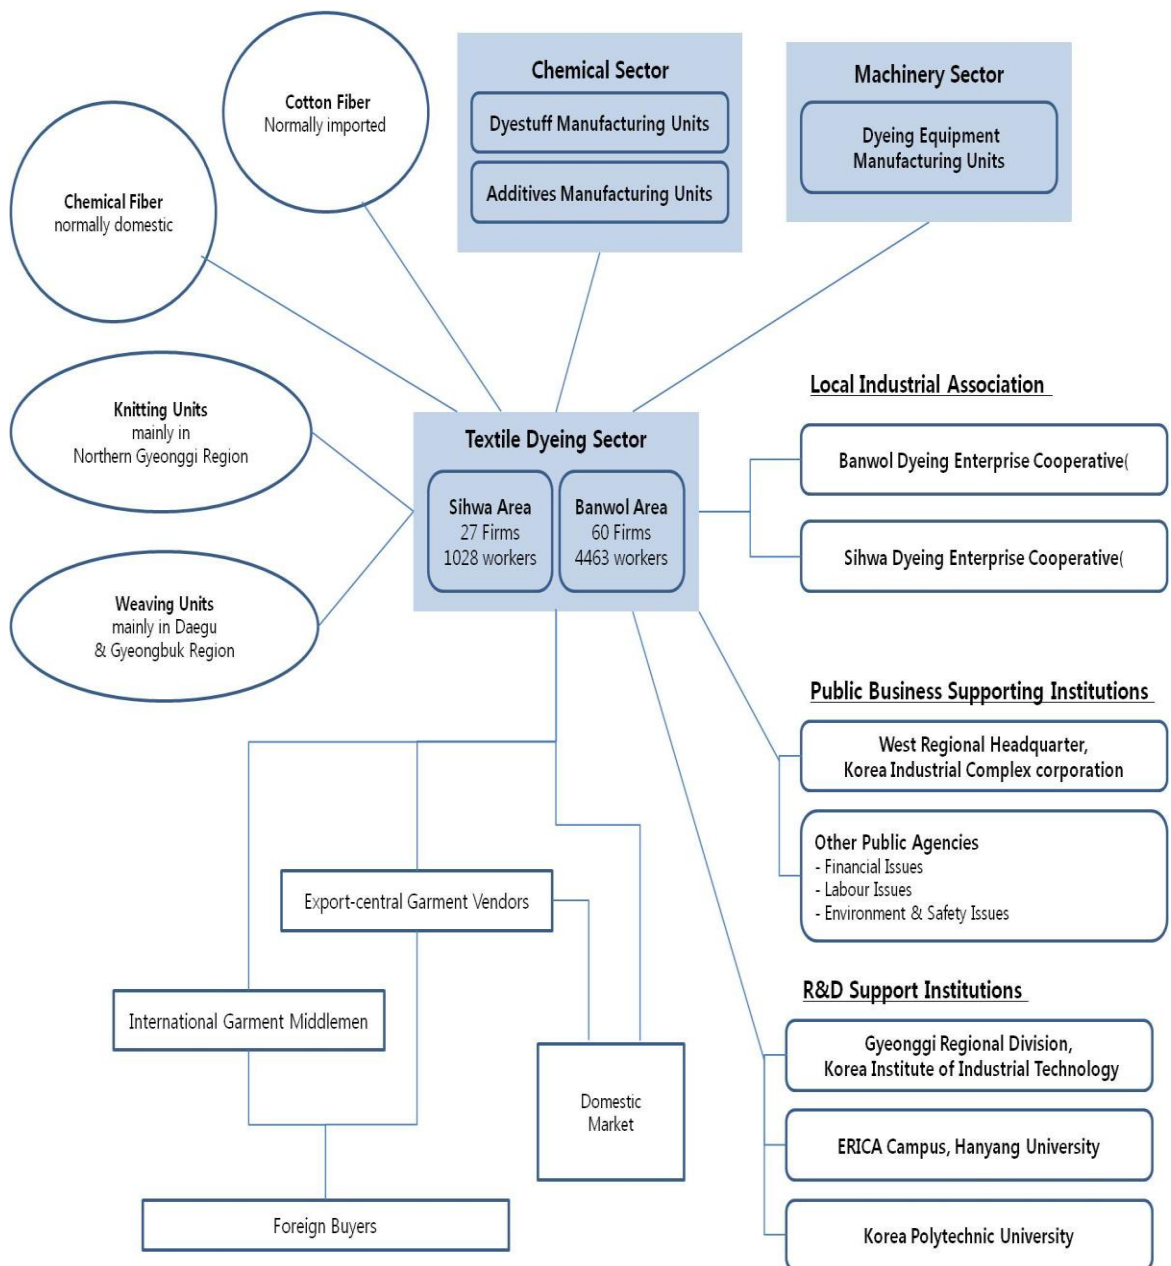 Chemical Sector
Dyestuff Manufacturing Units
Additives Manufacturing Units
Machinery Sector
Dyeing Equipment
Manufacturing Units
Cotton Fiber
Normally imported
Chemical Fiber
normally domestic
Knitting Units
mainly in
Northern Gyeonggi Region
Weaving Units
mainly in Daegu
& Gyeongbuk Region
Textile Dyeing Sector
Sihwa Area
27 Firms
1028 workers
Banwol Area
60 Firms
4463 workers
Local Industrial Association
Banwol Dyeing Enterprise Cooperative(
Sihwa Dyeing Enterprise Cooperative(
Public Business Supporting Institutions
West Regional Headquarter,
Korea Industrial Complex corporation
Other Public Agencies
- Financial Issues
- Labour Issues
- Environment & Safety Issues
R&D Support Institutions
Gyeonggi Regional Division,
Korea Institute of Industrial Technology
ERICA Campus, Hanyang University
Korea Polytechnic University
Export-central Garment Vendors
International Garment Middlemen
Domestic
Market
Foreign Buyers